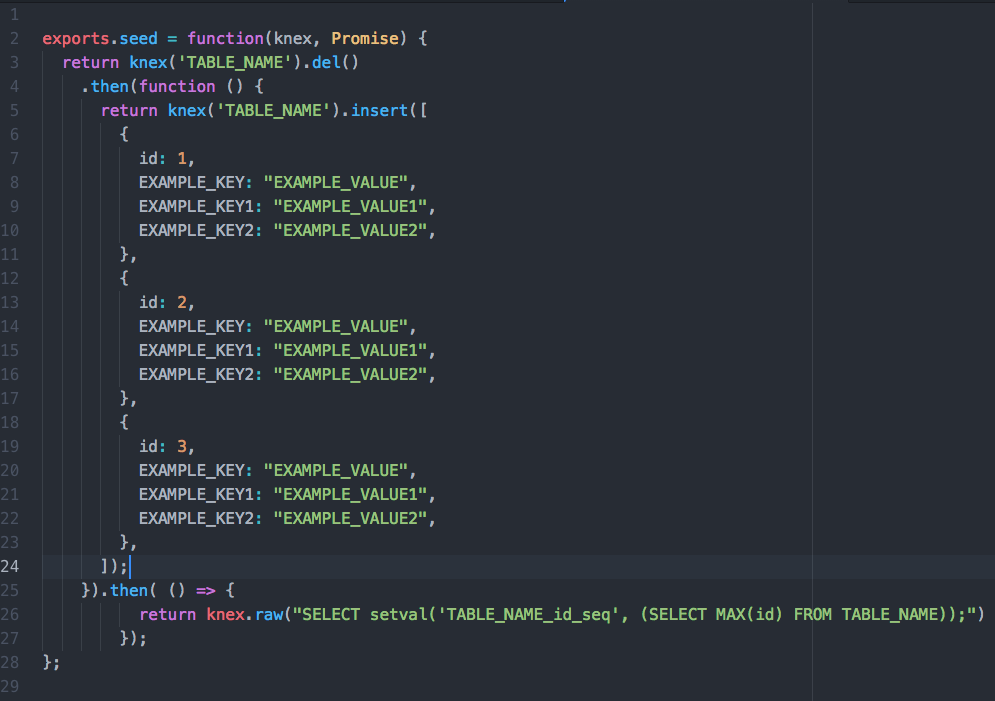 1
2 exports.seed = function(knex, Promise) {
3   return knex('TABLE_NAME').del()
4     .then(function () {
5       return knex('TABLE_NAME').insert([
6         {
7           id: 1,
8           EXAMPLE_KEY: "EXAMPLE_VALUE",
9           EXAMPLE_KEY1: "EXAMPLE_VALUE1",
10           EXAMPLE_KEY2: "EXAMPLE_VALUE2",
11         },
12         {
13           id: 2,
14           EXAMPLE_KEY: "EXAMPLE_VALUE",
15           EXAMPLE_KEY1: "EXAMPLE_VALUE1",
16           EXAMPLE_KEY2: "EXAMPLE_VALUE2",
17         },
18         {
19           id: 3,
20           EXAMPLE_KEY: "EXAMPLE_VALUE",
21           EXAMPLE_KEY1: "EXAMPLE_VALUE1",
22           EXAMPLE_KEY2: "EXAMPLE_VALUE2",
23         },
24       ]);
25     }).then( () => {
26           return knex.raw("SELECT setval('TABLE_NAME_id_seq', (SELECT MAX(id) FROM TABLE_NAME));")
27         });
28 };
29